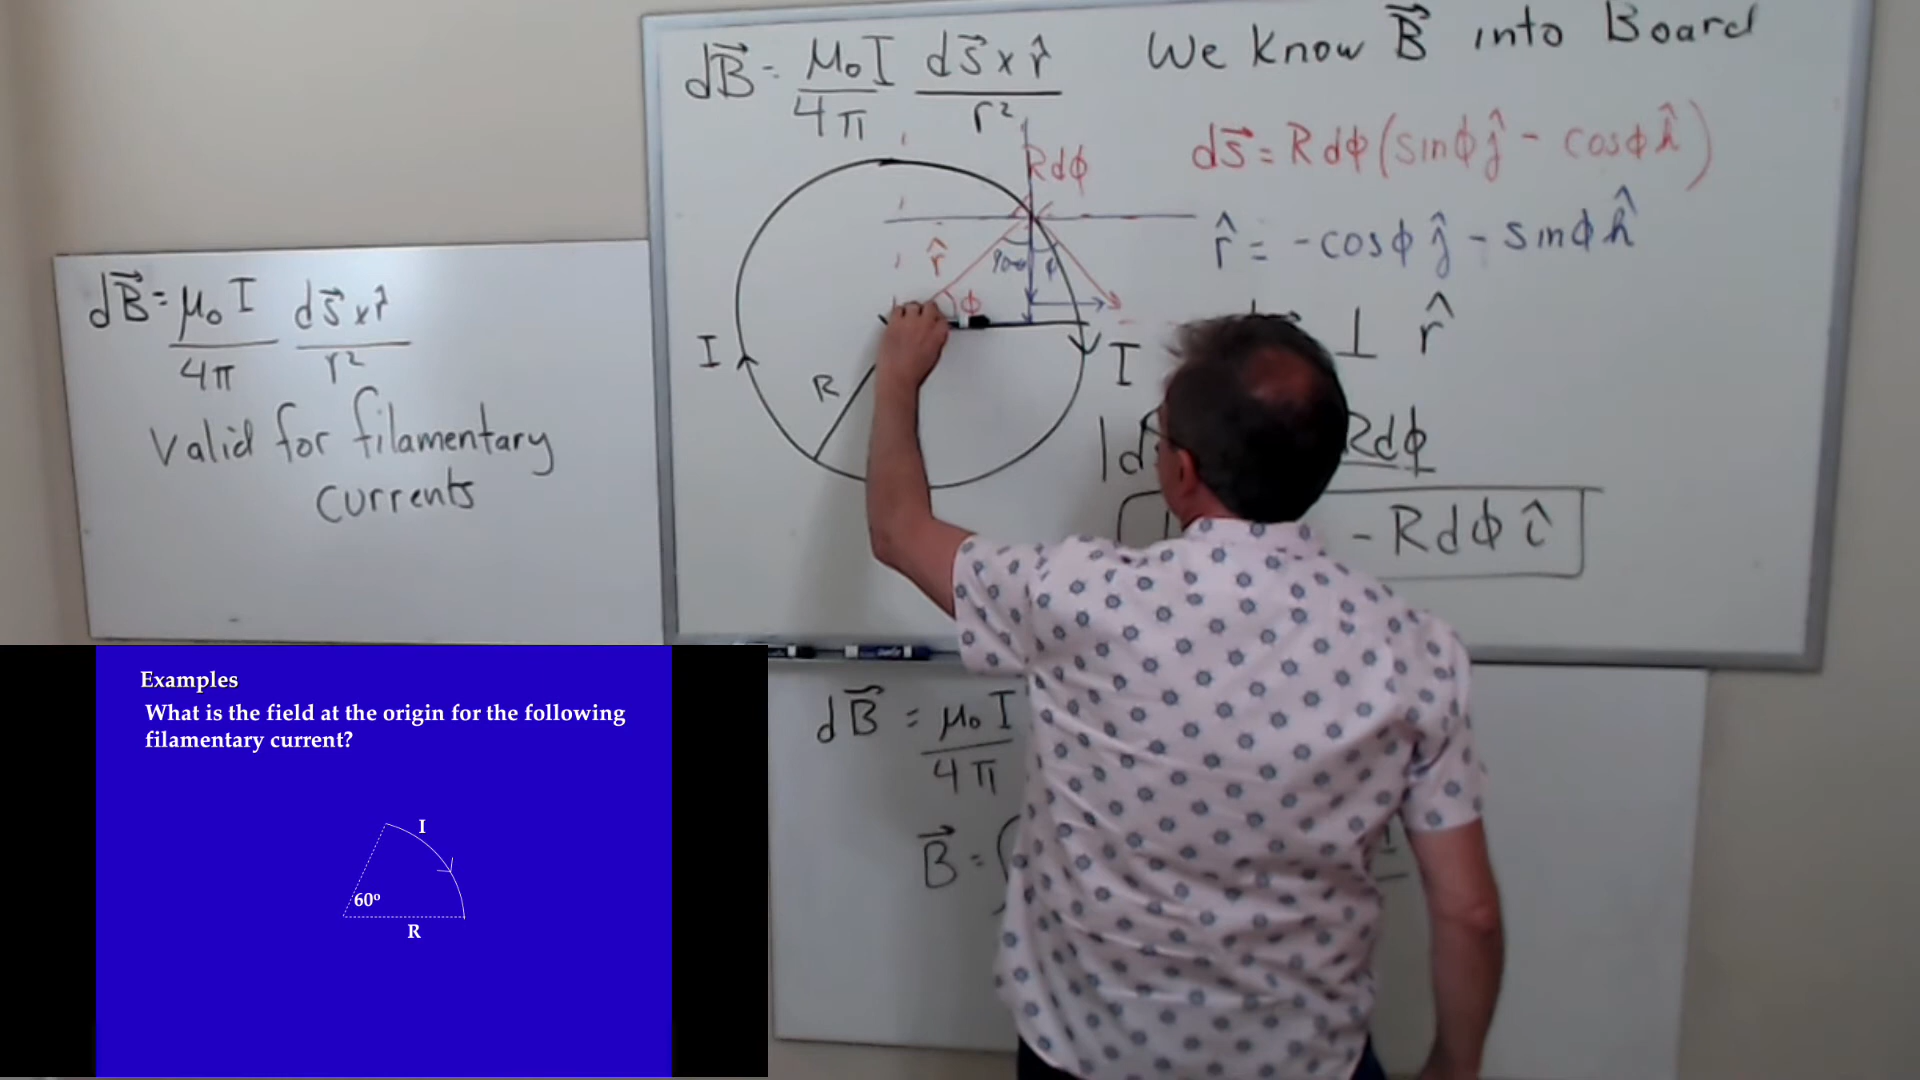 dB⃗ = μ₀I/4π ds⃗ x r̂/r²
Valid for filamentary
currents
dB⃗ = μ₀I/4π ds⃗ x r̂/r²
We know B⃗ into Board
ds⃗ = Rdϕ(sinϕ ĵ - cosϕ k̂)
r̂ = -cosϕ ĵ - sinϕ k̂
⊥ r̂
|d Rdϕ
- Rdϕ î
Rdϕ
r̂
ϕ
ϕ
I
R
I
dB⃗ = μ₀I/4π
B⃗ = ∫
Examples
What is the field at the origin for the following
filamentary current?
I
60º
R